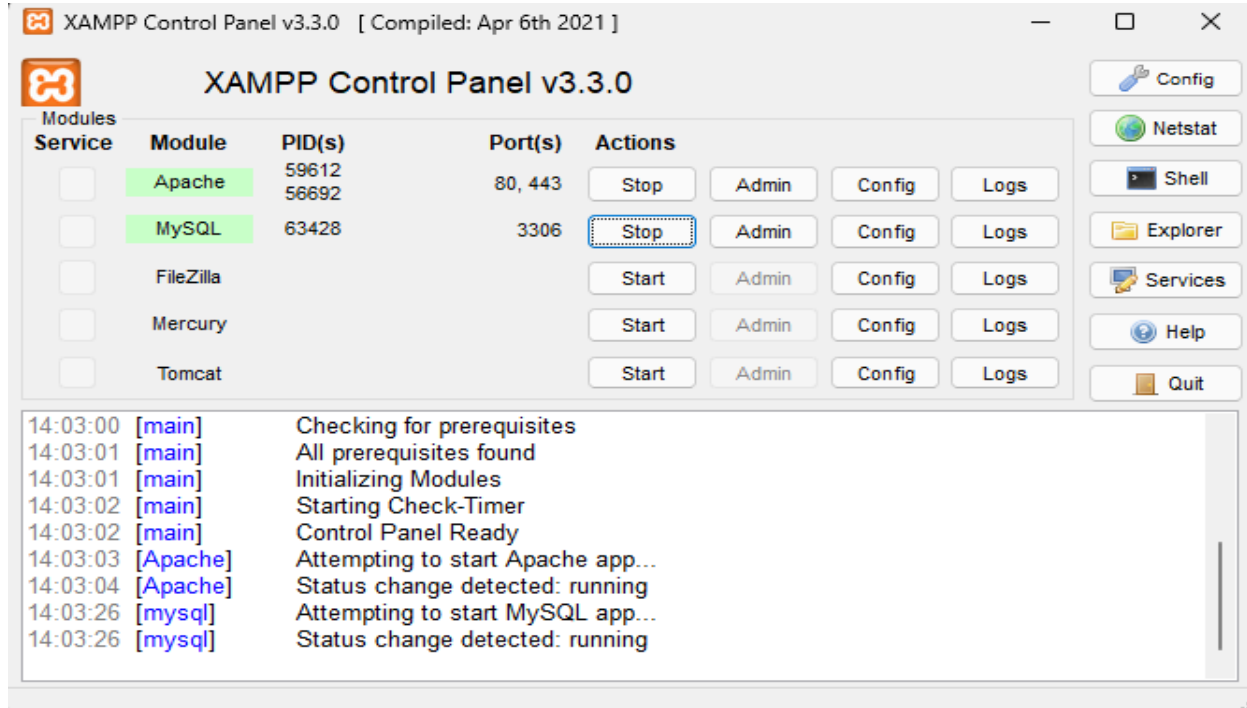 XAMPP Control Panel v3.3.0 [ Compiled: Apr 6th 2021 ]
XAMPP Control Panel v3.3.0
Config
Modules
Netstat
Service Module PID(s) Port(s) Actions
Apache 59612 56692 80, 443 Stop Admin Config Logs
Shell
MySQL 63428 3306 Stop Admin Config Logs
Explorer
FileZilla Start Admin Config Logs
Services
Mercury Start Admin Config Logs
Help
Tomcat Start Admin Config Logs
Quit
14:03:00 [main] Checking for prerequisites
14:03:01 [main] All prerequisites found
14:03:01 [main] Initializing Modules
14:03:02 [main] Starting Check-Timer
14:03:02 [main] Control Panel Ready
14:03:03 [Apache] Attempting to start Apache app...
14:03:04 [Apache] Status change detected: running
14:03:26 [mysql] Attempting to start MySQL app...
14:03:26 [mysql] Status change detected: running